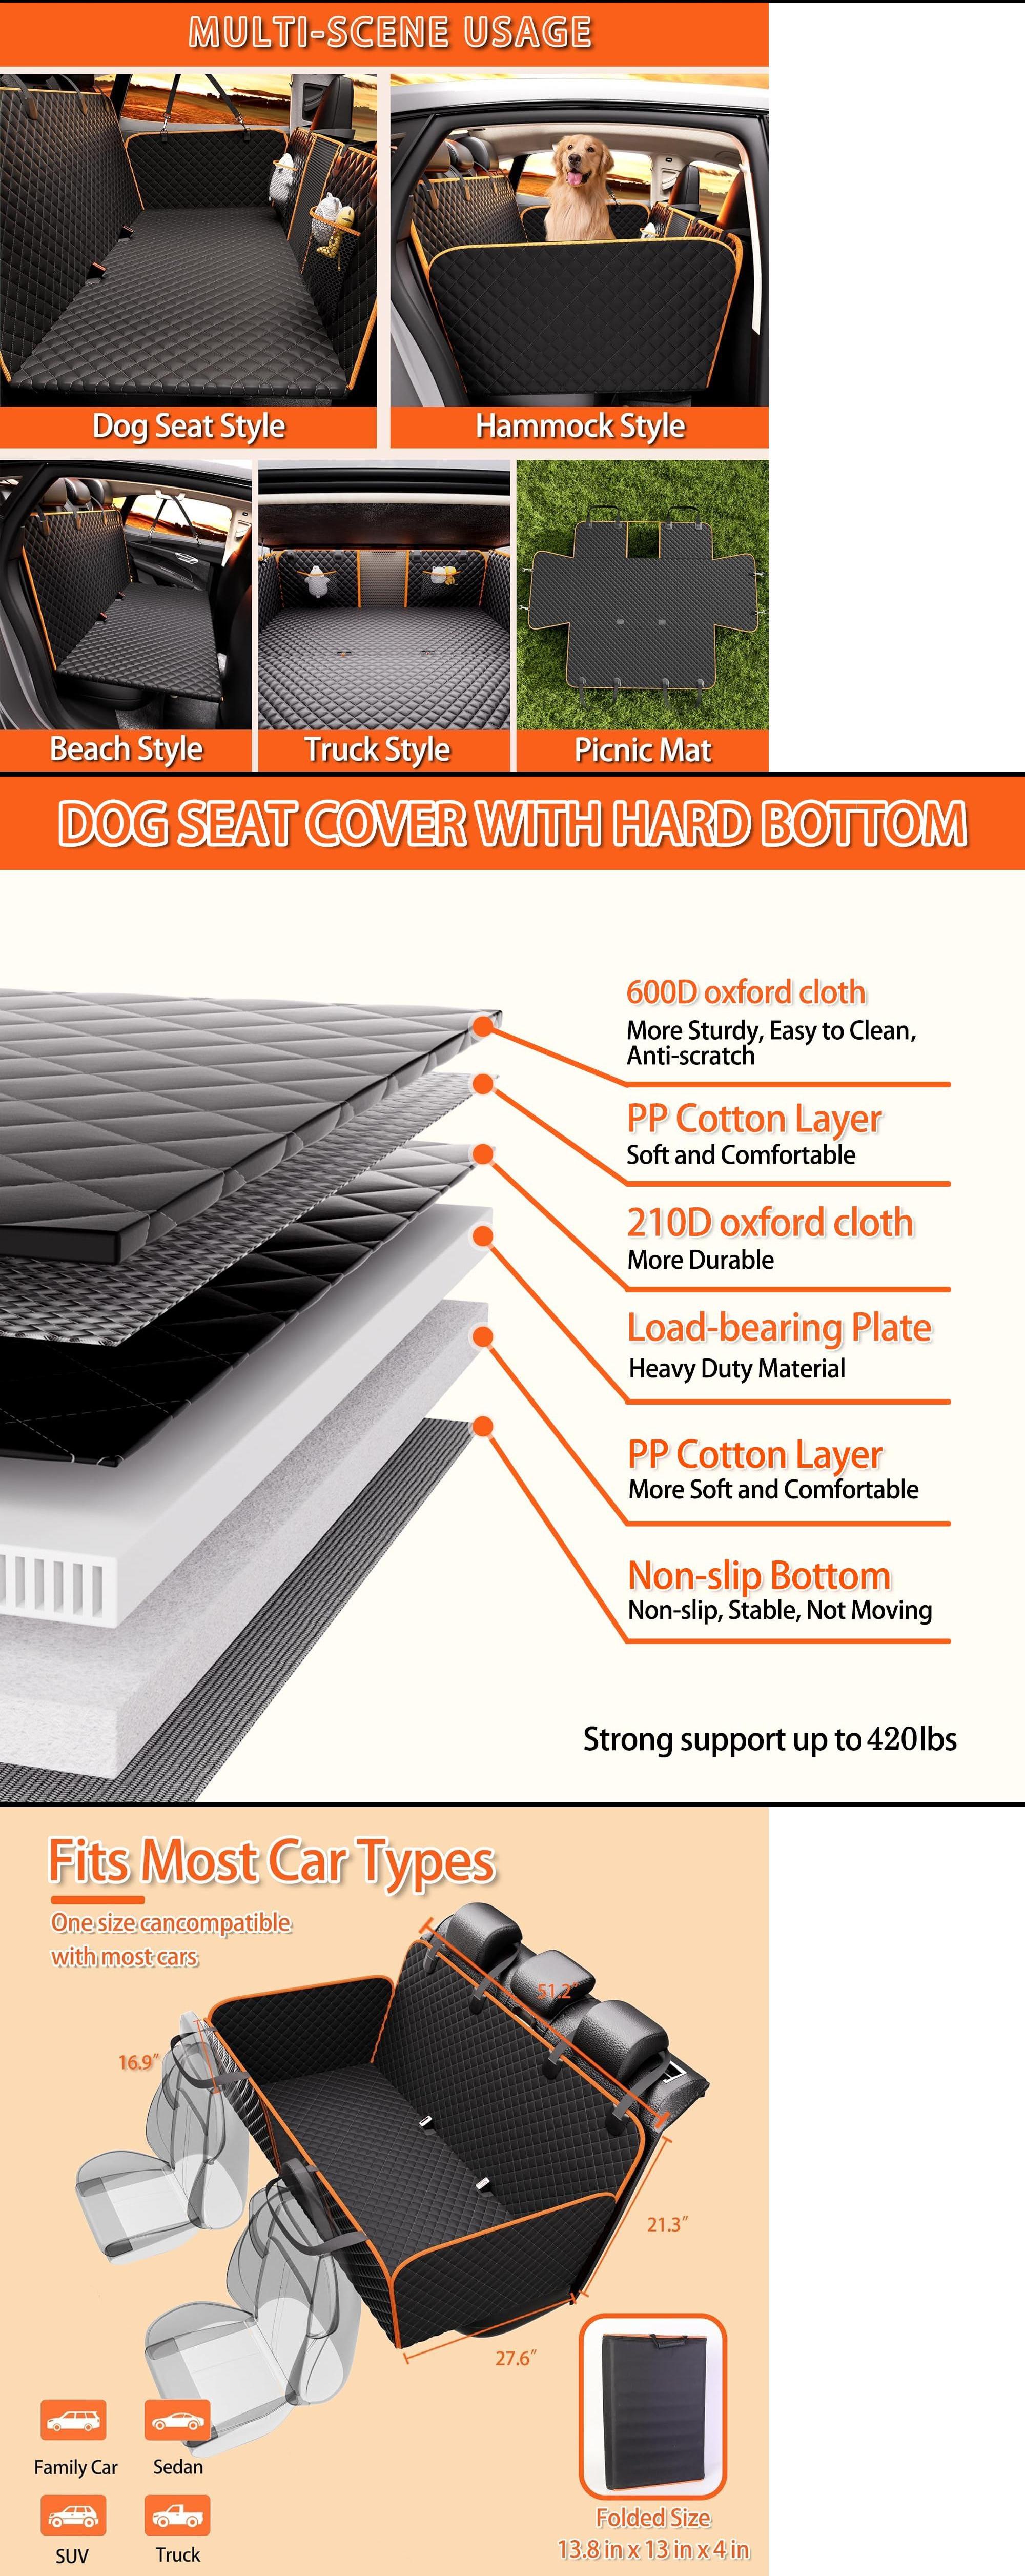 MULTI-SCENE USAGE
Dog Seat Style
Hammock Style
Beach Style
Truck Style
Picnic Mat
DOG SEAT COVER WITH HARD BOTTOM
600D oxford cloth
More Sturdy, Easy to Clean,
Anti-scratch
PP Cotton Layer
Soft and Comfortable
210D oxford cloth
More Durable
Load-bearing Plate
Heavy Duty Material
PP Cotton Layer
More Soft and Comfortable
Non-slip Bottom
Non-slip, Stable, Not Moving
Strong support up to 420lbs
Fits Most Car Types
One size cancompatible
with most cars
51.2"
16.9"
21.3"
27.6"
Family Car
Sedan
SUV
Truck
Folded Size
13.8 in x 13 in x 4 in